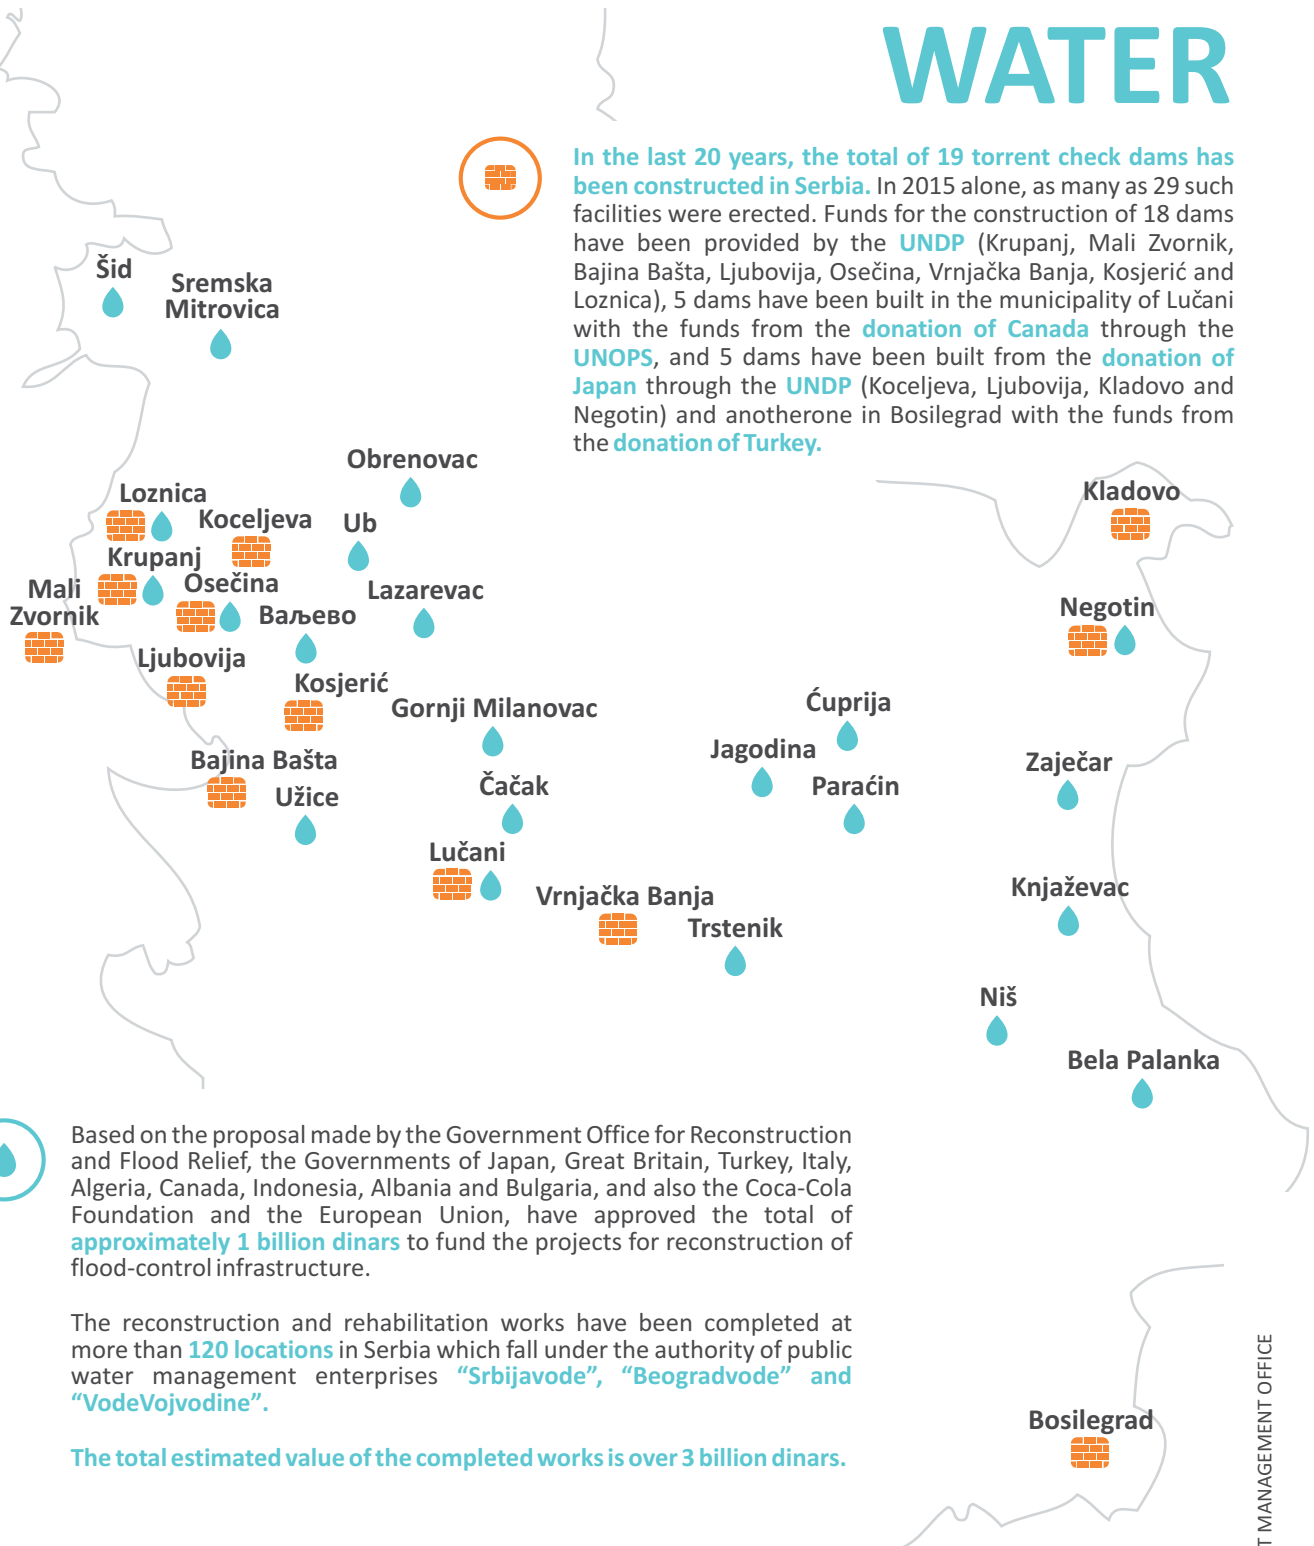 WATER
In the last 20 years, the total of 19 torrent check dams has
been constructed in Serbia. In 2015 alone, as many as 29 such
facilities were erected. Funds for the construction of 18 dams
have been provided by the UNDP (Krupanj, Mali Zvornik,
Bajina Bašta, Ljubovija, Osečina, Vrnjačka Banja, Kosjerić and
Loznica), 5 dams have been built in the municipality of Lučani
with the funds from the donation of Canada through the
UNOPS, and 5 dams have been built from the donation of
Japan through the UNDP (Koceljeva, Ljubovija, Kladovo and
Negotin) and anotherone in Bosilegrad with the funds from
the donation of Turkey.
Šid
Sremska
Mitrovica
Obrenovac
Loznica
Koceljeva
Ub
Kladovo
Krupanj
Osečina
Mali
Zvornik
Lazarevac
Ваљево
Negotin
Ljubovija
Kosjerić
Gornji Milanovac
Ćuprija
Jagodina
Bajina Bašta
Užice
Čačak
Paraćin
Zaječar
Lučani
Vrnjačka Banja
Trstenik
Knjaževac
Niš
Bela Palanka
Based on the proposal made by the Government Office for Reconstruction
and Flood Relief, the Governments of Japan, Great Britain, Turkey, Italy,
Algeria, Canada, Indonesia, Albania and Bulgaria, and also the Coca-Cola
Foundation and the European Union, have approved the total of
approximately 1 billion dinars to fund the projects for reconstruction of
flood-control infrastructure.
The reconstruction and rehabilitation works have been completed at
more than 120 locations in Serbia which fall under the authority of public
water management enterprises “Srbijavode”, “Beogradvode” and
“VodeVojvodine”.
The total estimated value of the completed works is over 3 billion dinars.
Bosilegrad
T MANAGEMENT OFFICE